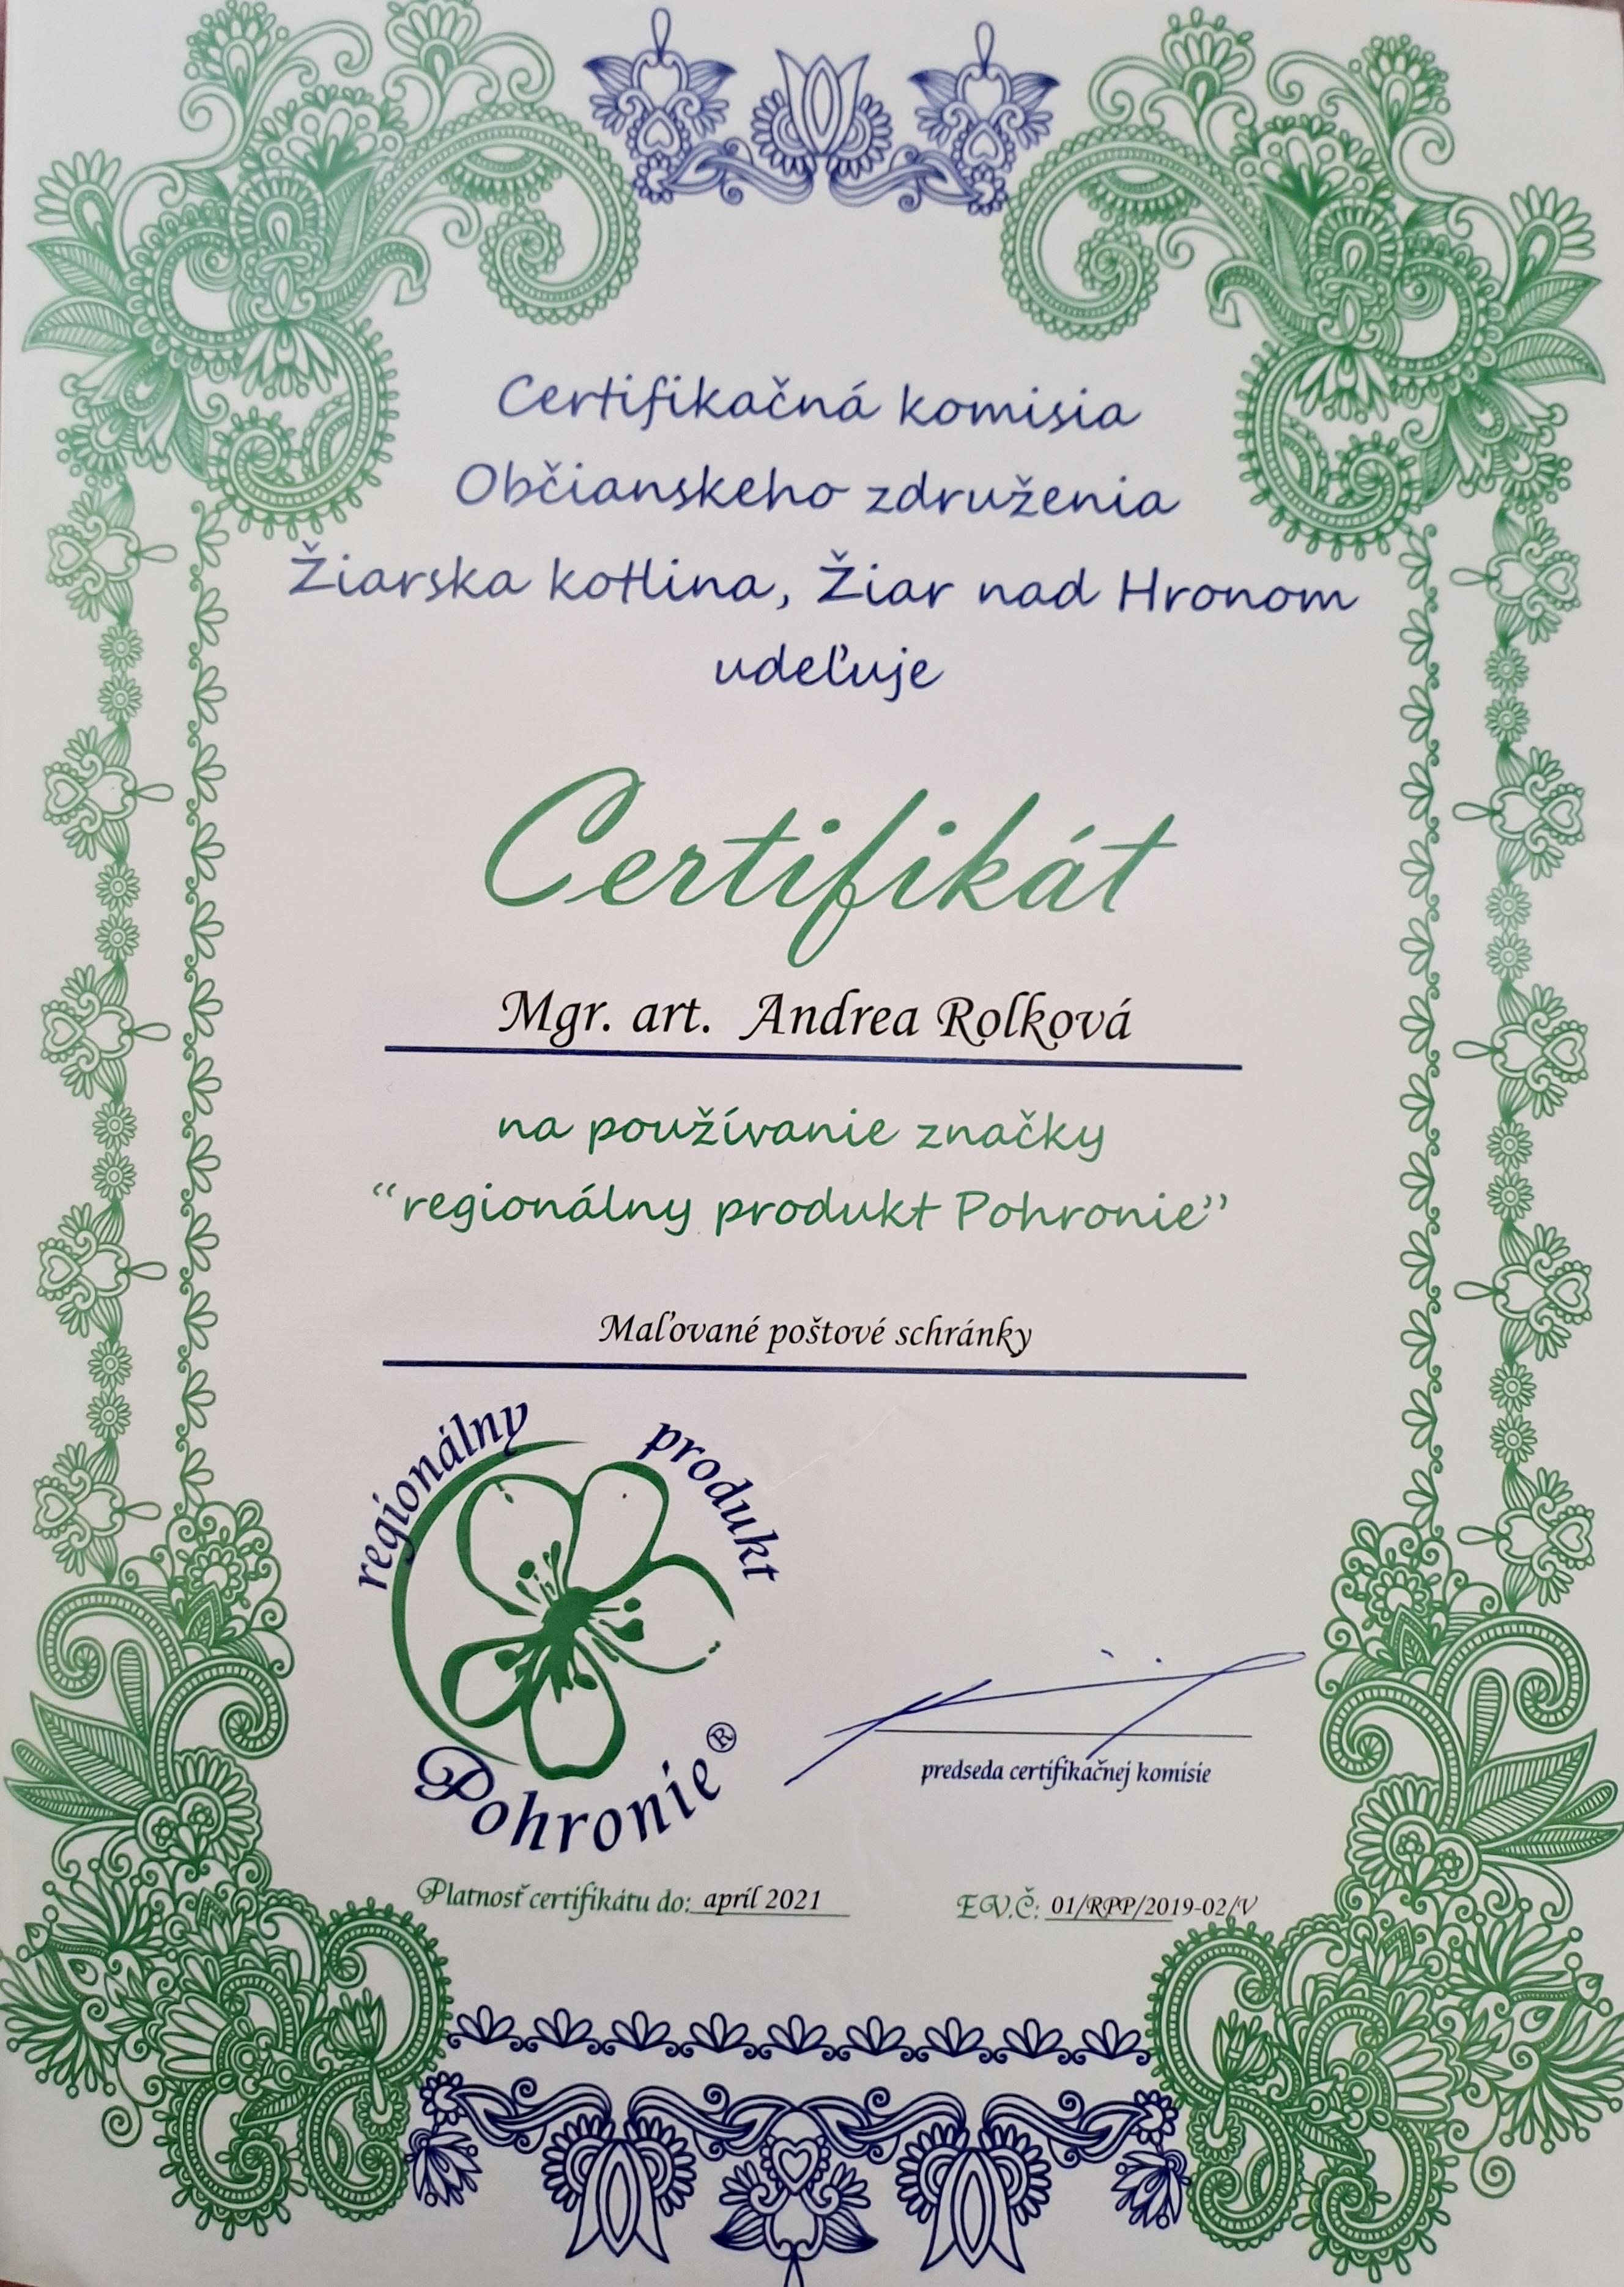 Certifikačná komisia
Občianskeho združenia
Žiarska kotlina, Žiar nad Hronom
udeľuje
Certifikát
Mgr. art. Andrea Rolková
na používanie značky
“regionálny produkt Pohronie”
Maľované poštové schránky
regionálny produkt
Pohronie®
predseda certifikačnej komisie
Platnosť certifikátu do: apríl 2021
EV.Č: 01/RPP/2019-02/V